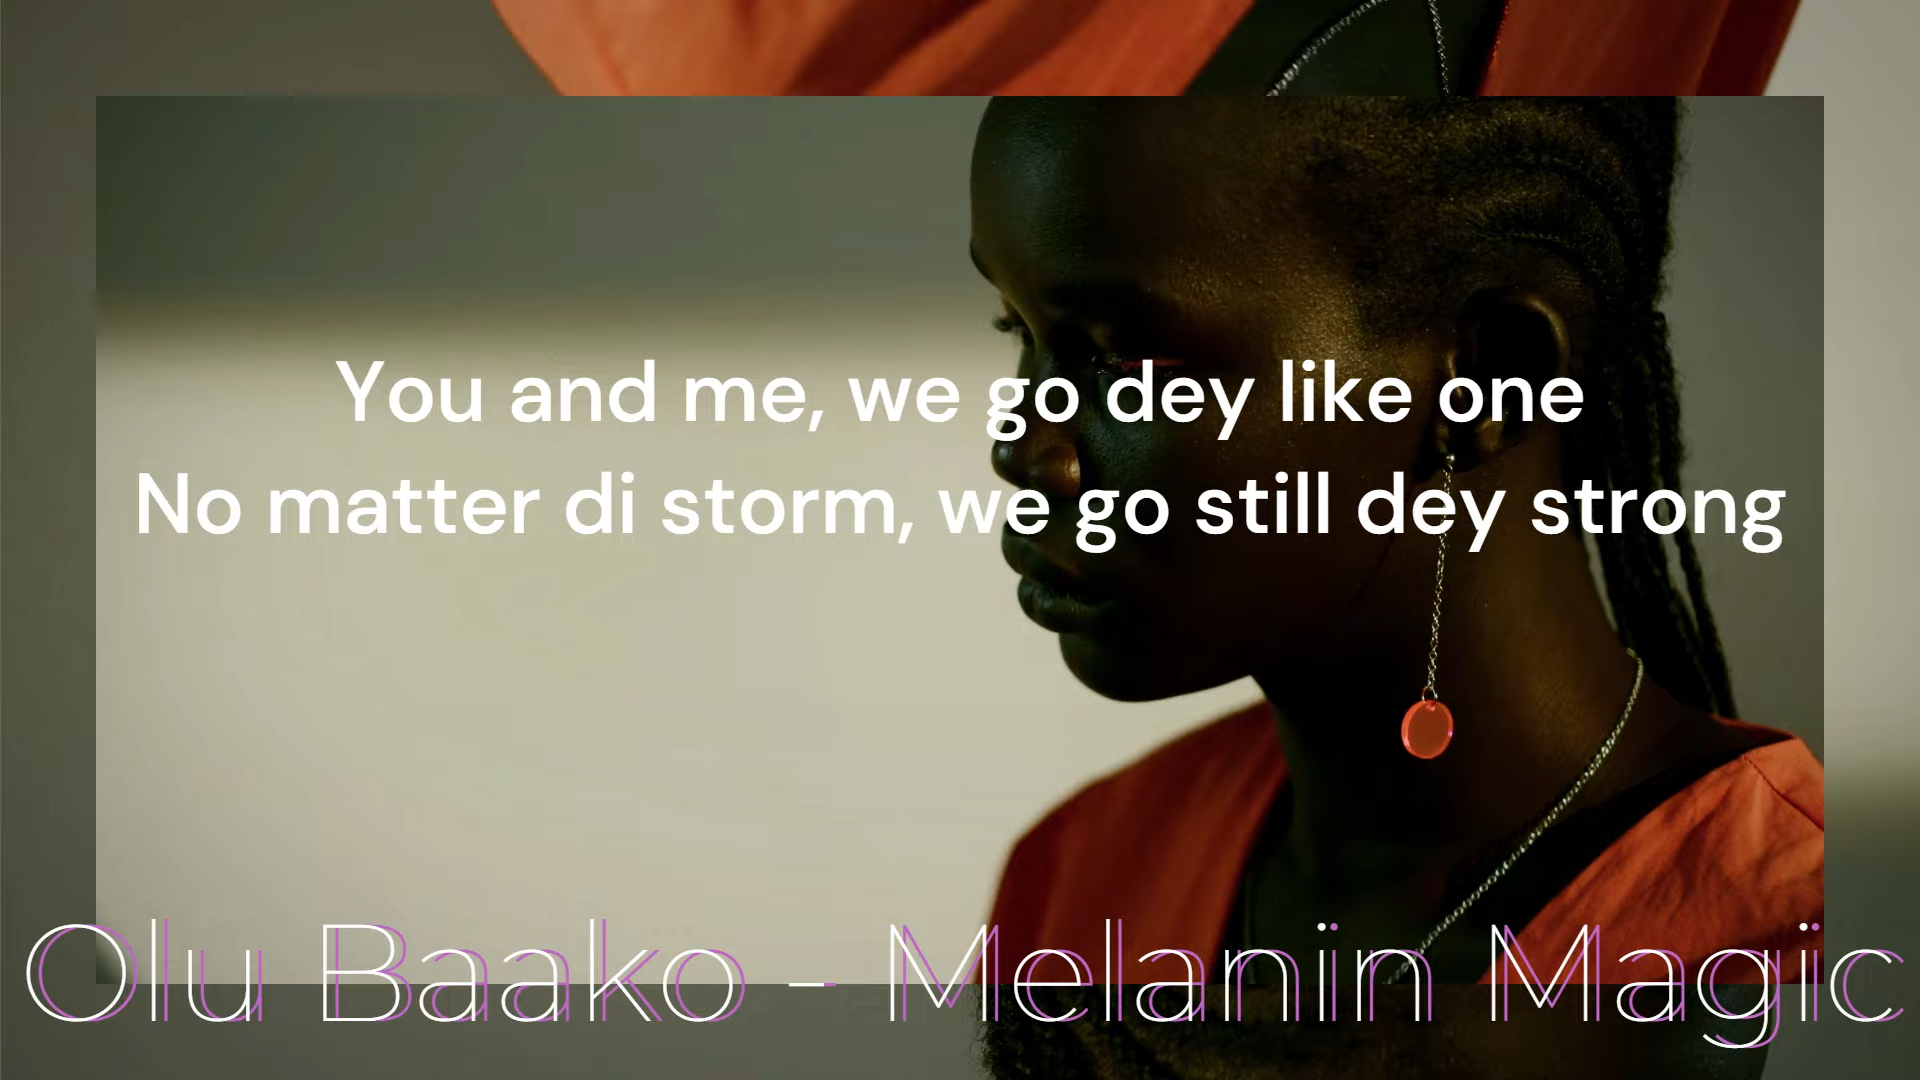 You and me, we go dey like one
No matter di storm, we go still dey strong
Olu Baako - Melanin Magic